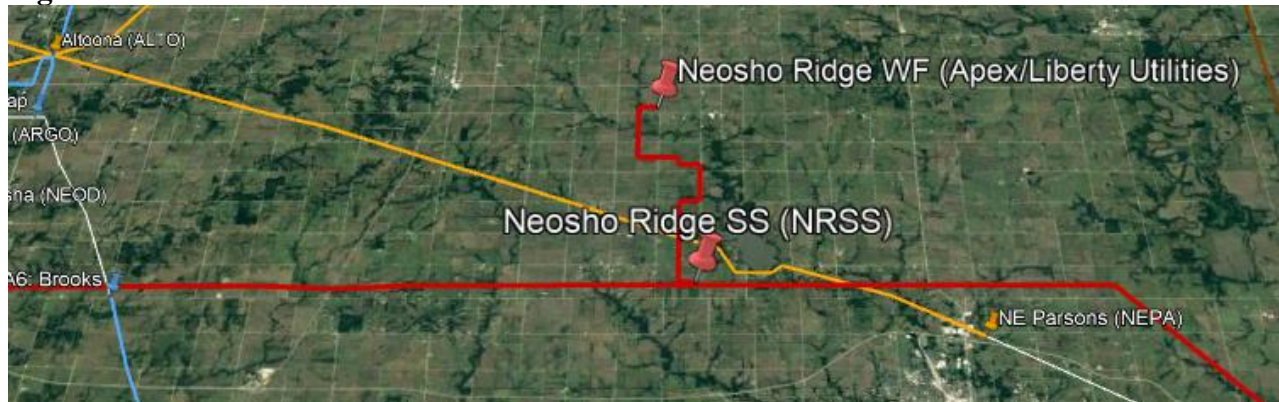 Altoona (ALTO)
Neosho Ridge WF (Apex/Liberty Utilities)
ap
(ARGO)
sha (NEOD)
Neosho Ridge SS (NRSS)
A6: Brooks
NE Parsons (NEPA)